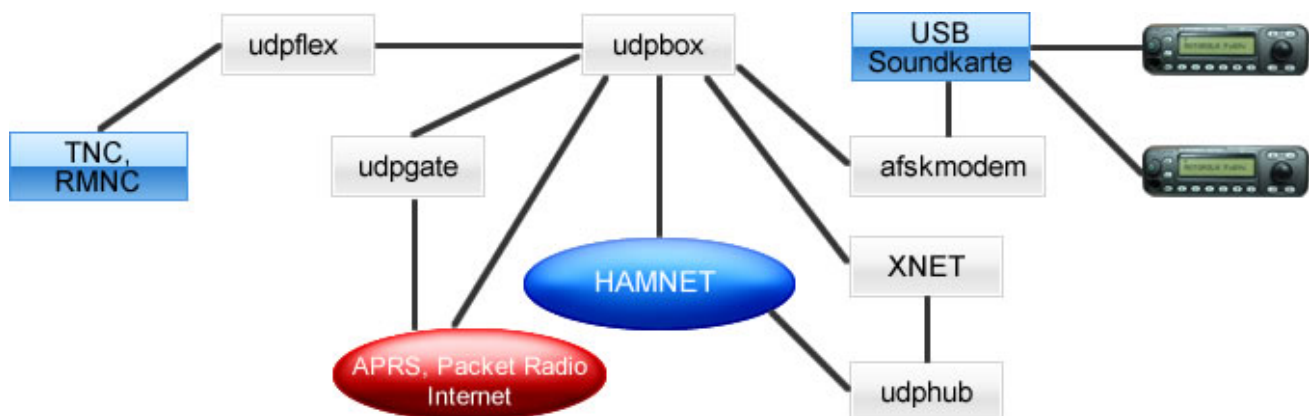 udpflex
udpbox
USB
Soundkarte
TNC,
RMNC
udpgate
afskmodem
HAMNET
XNET
APRS, Packet Radio
Internet
udphub